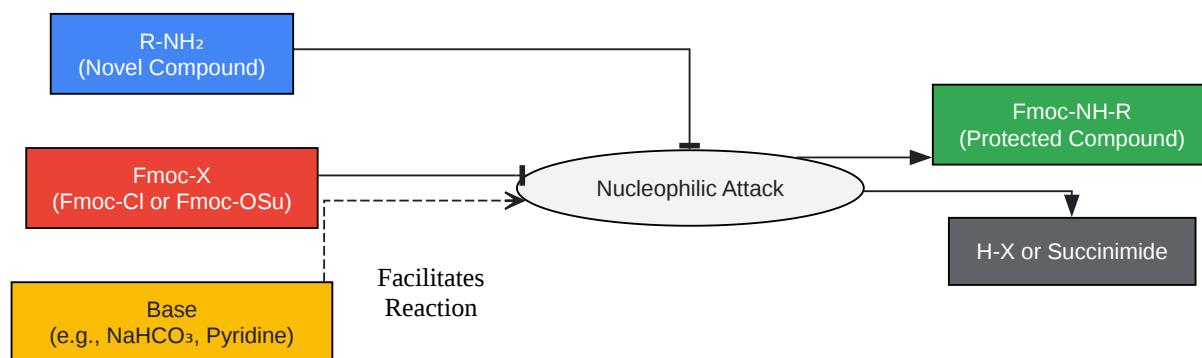 R-NH₂
(Novel Compound)
Fmoc-X
(Fmoc-Cl or Fmoc-OSu)
Base
(e.g., NaHCO₃, Pyridine)
Facilitates
Reaction
Nucleophilic Attack
Fmoc-NH-R
(Protected Compound)
H-X or Succinimide